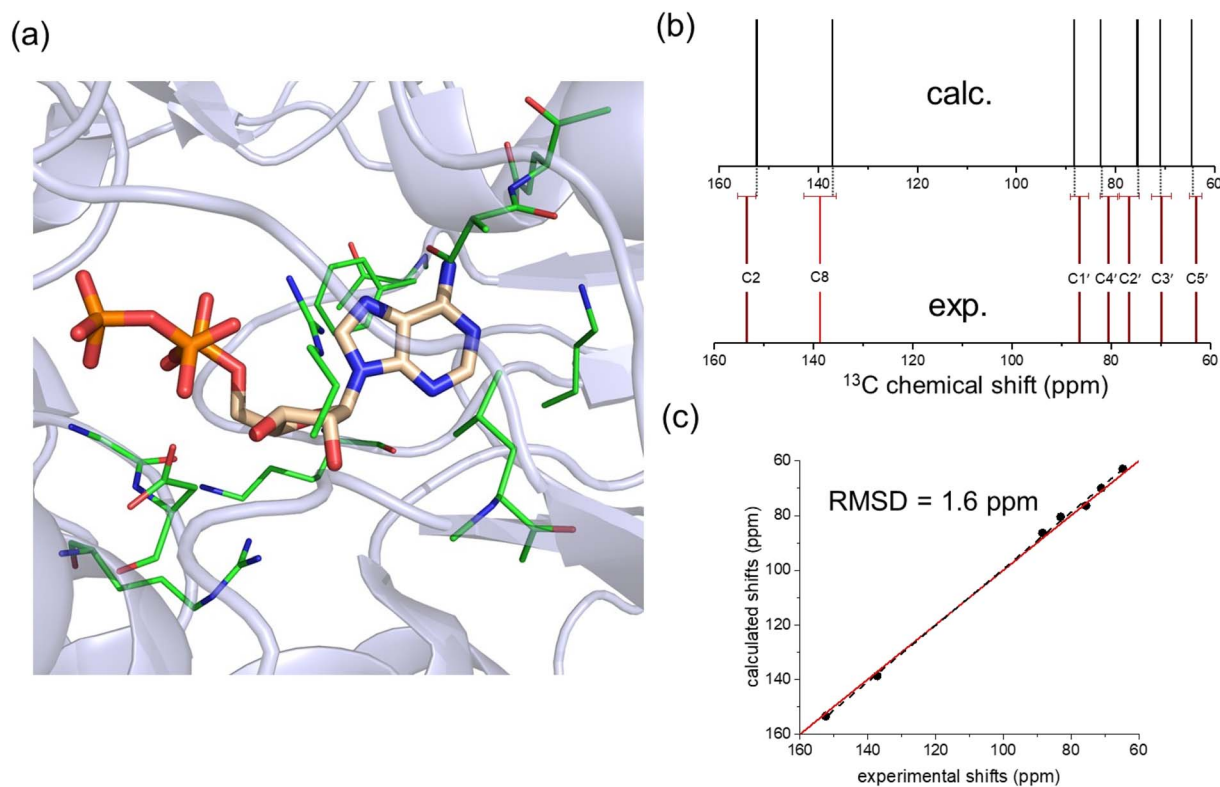 (a)
(b)
calc.
160 140 120 100 80 60
C2 C8 C1′ C4′ C2′ C3′ C5′
exp.
160 140 120 100 80 60
¹³C chemical shift (ppm)
(c)
RMSD = 1.6 ppm
calculated shifts (ppm)
60
80
100
120
140
160
160 140 120 100 80 60
experimental shifts (ppm)